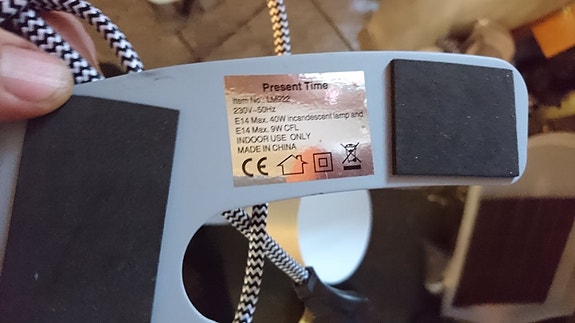 Present Time
Item No: LM922
230V~50Hz
E14 Max. 40W incandescent lamp and
E14 Max. 9W CFL
INDOOR USE ONLY
MADE IN CHINA
CE